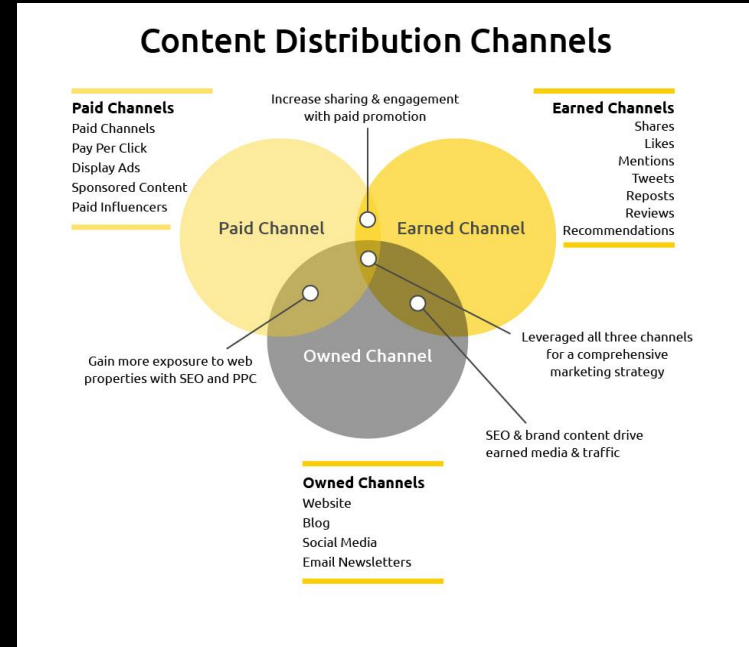 Content Distribution Channels
Paid Channels
Paid Channels
Pay Per Click
Display Ads
Sponsored Content
Paid Influencers
Increase sharing & engagement
with paid promotion
Earned Channels
Shares
Likes
Mentions
Tweets
Reposts
Reviews
Recommendations
Paid Channel
Earned Channel
Owned Channel
Gain more exposure to web
properties with SEO and PPC
Leveraged all three channels
for a comprehensive
marketing strategy
SEO & brand content drive
earned media & traffic
Owned Channels
Website
Blog
Social Media
Email Newsletters